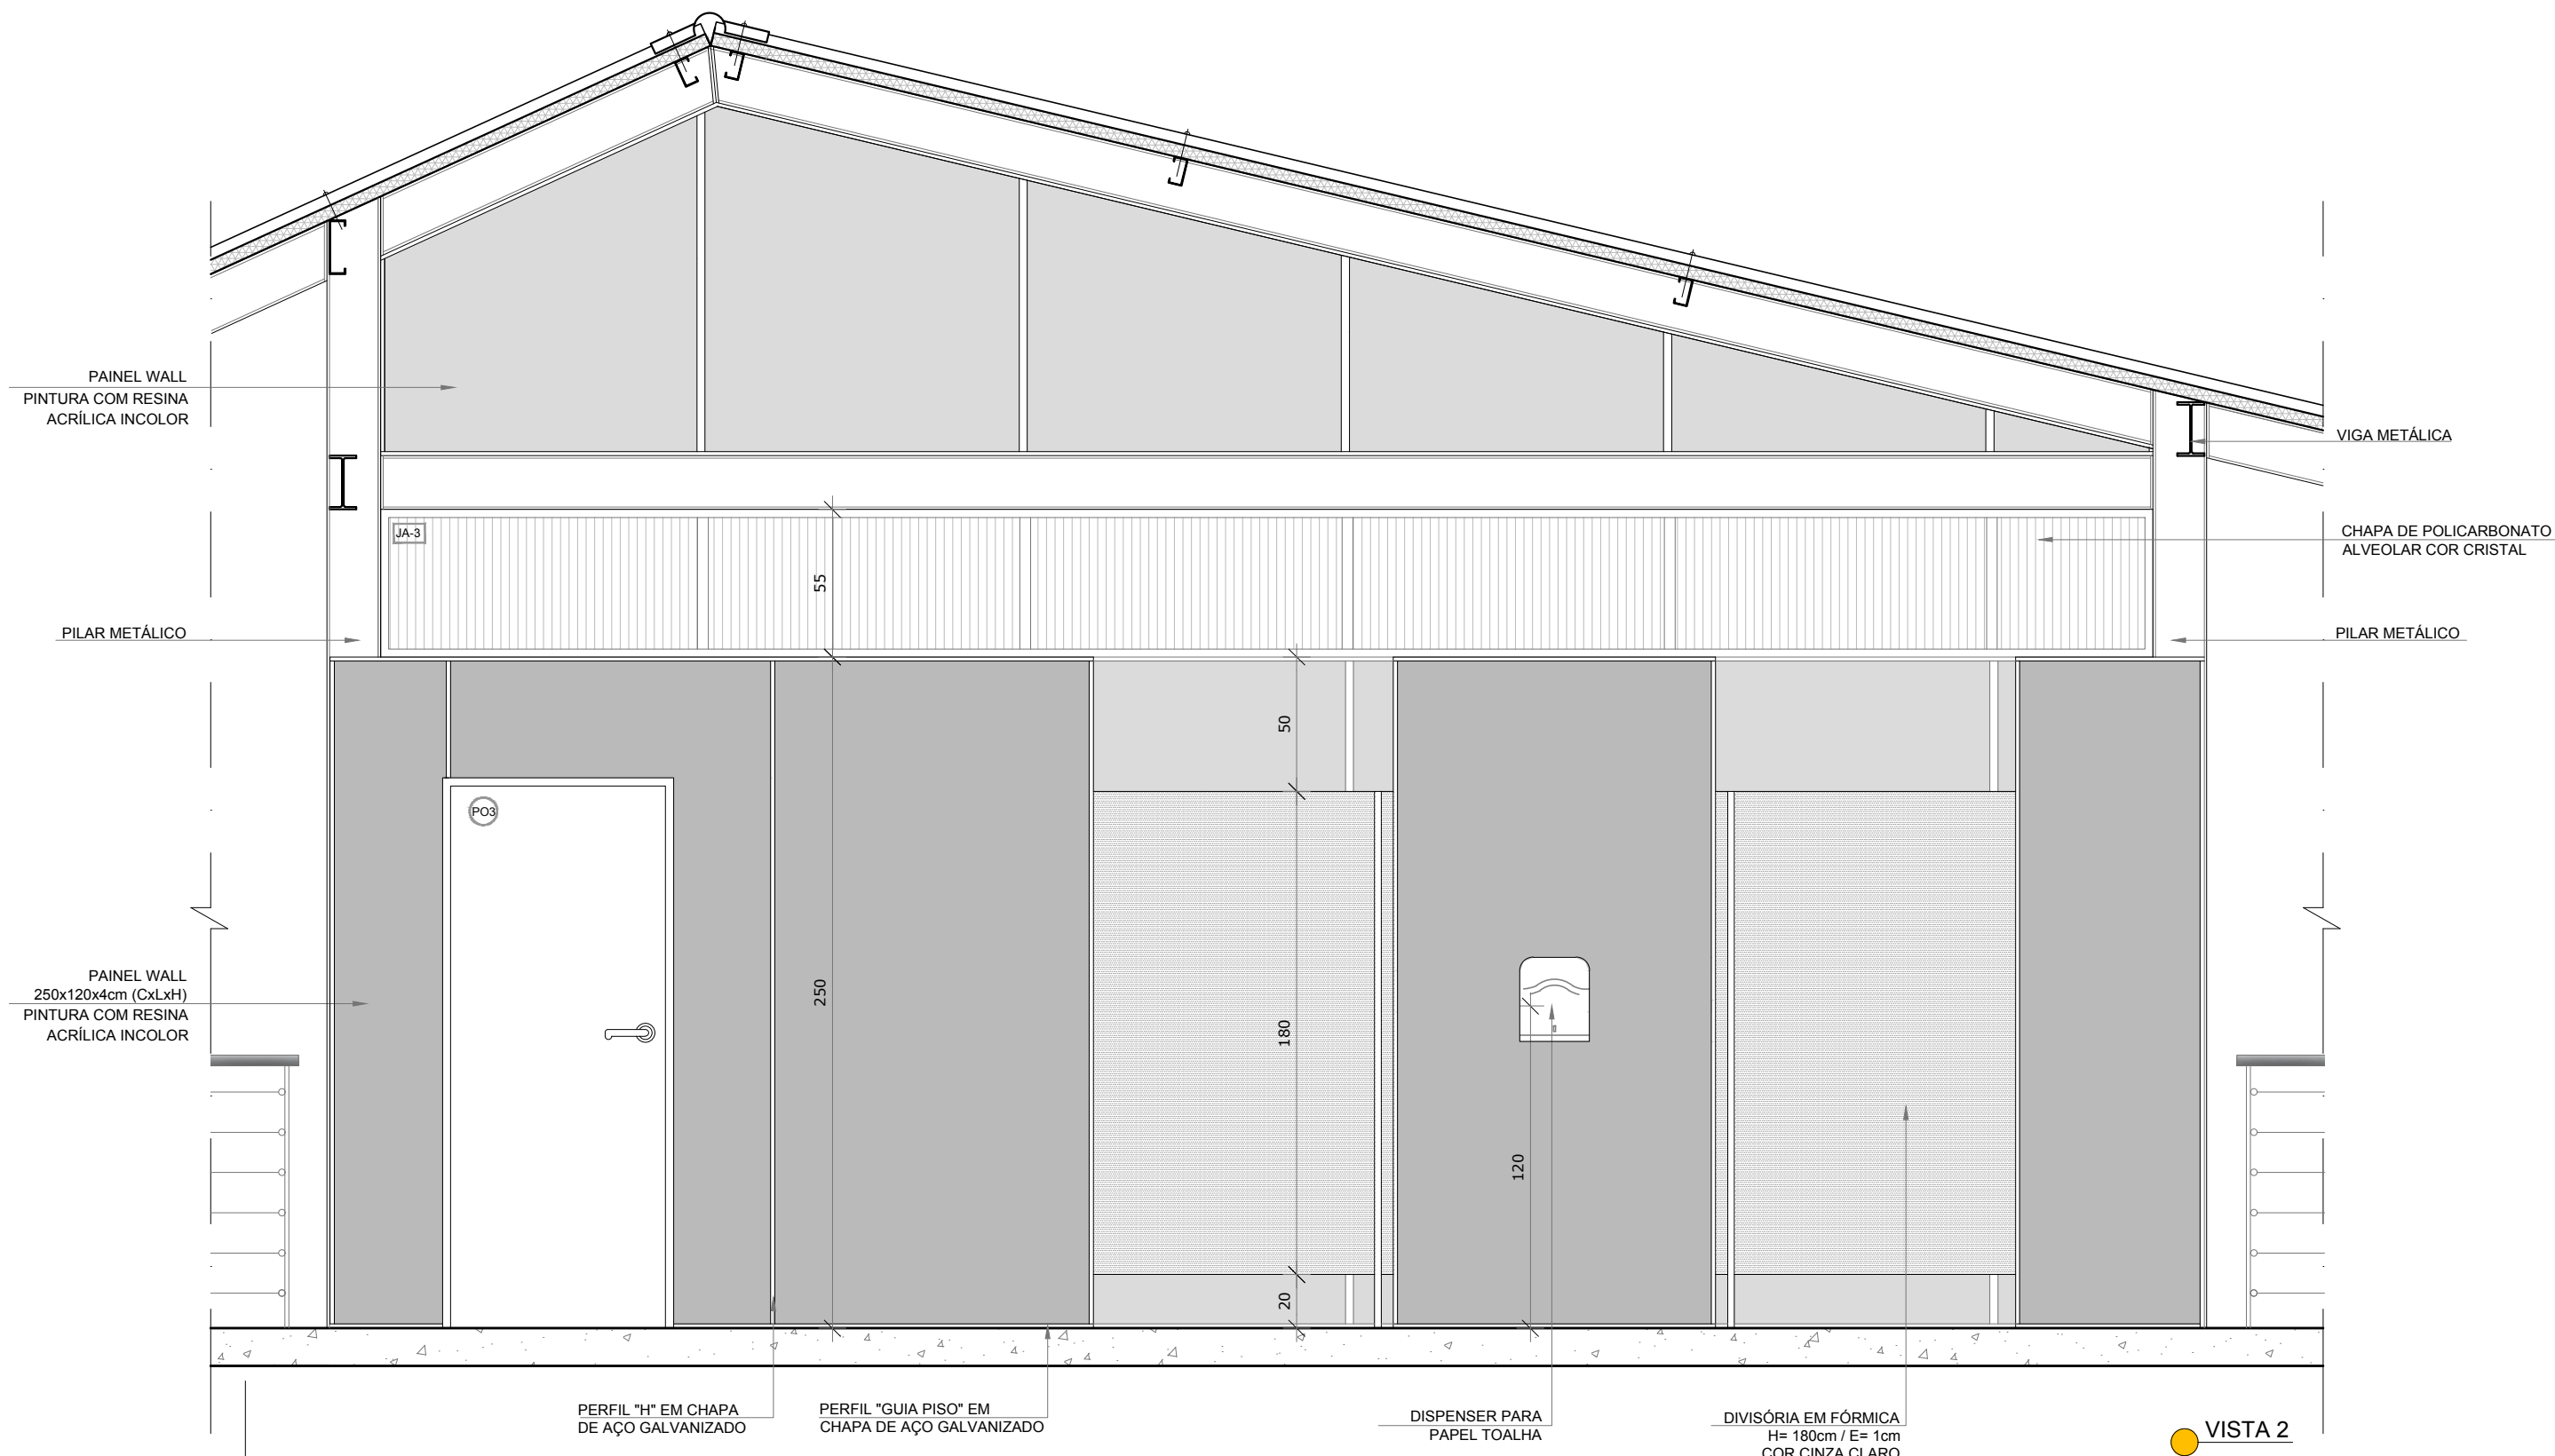 PAINEL WALL
PINTURA COM RESINA
ACRÍLICA INCOLOR
VIGA METÁLICA
JA-3
CHAPA DE POLICARBONATO
ALVEOLAR COR CRISTAL
55
PILAR METÁLICO
PILAR METÁLICO
50
PO3
PAINEL WALL
250x120x4cm (CxLxH)
PINTURA COM RESINA
ACRÍLICA INCOLOR
250
180
120
20
PERFIL "H" EM CHAPA
DE AÇO GALVANIZADO
PERFIL "GUIA PISO" EM
CHAPA DE AÇO GALVANIZADO
DISPENSER PARA
PAPEL TOALHA
DIVISÓRIA EM FÓRMICA
H= 180cm / E= 1cm
COR CINZA CLARO
VISTA 2